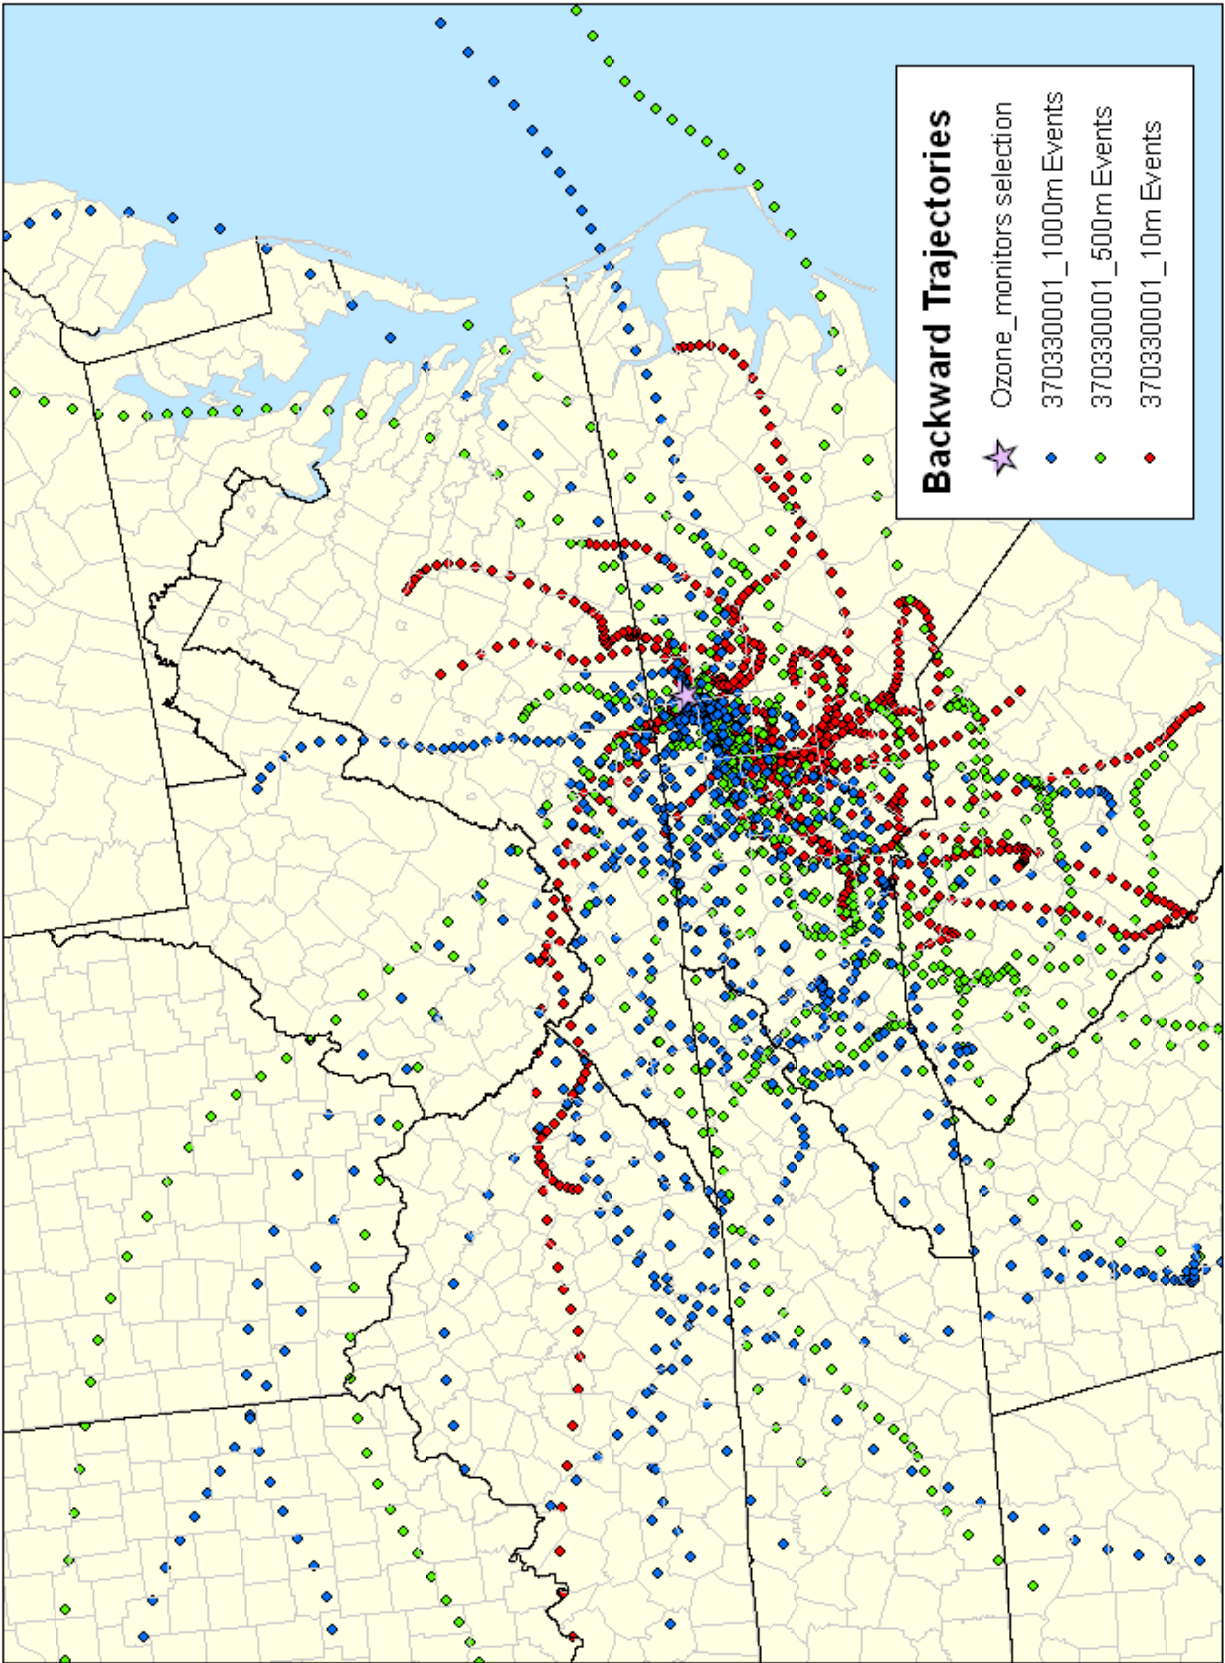 Backward Trajectories
Ozone_monitors selection
370330001_1000m Events
370330001_500m Events
370330001_10m Events